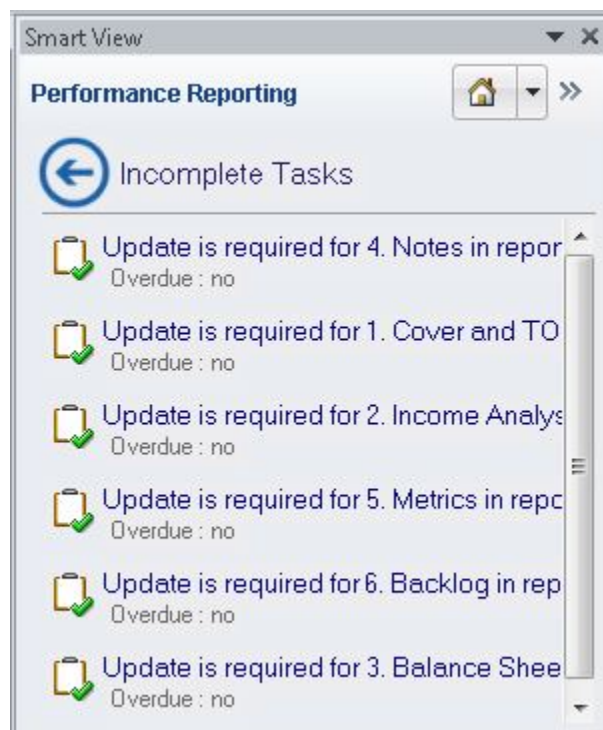 Smart View
Performance Reporting
Incomplete Tasks
Update is required for 4. Notes in repor
Overdue : no
Update is required for 1. Cover and TO
Overdue : no
Update is required for 2. Income Analys
Overdue : no
Update is required for 5. Metrics in repo
Overdue : no
Update is required for 6. Backlog in rep
Overdue : no
Update is required for 3. Balance Shee
Overdue : no